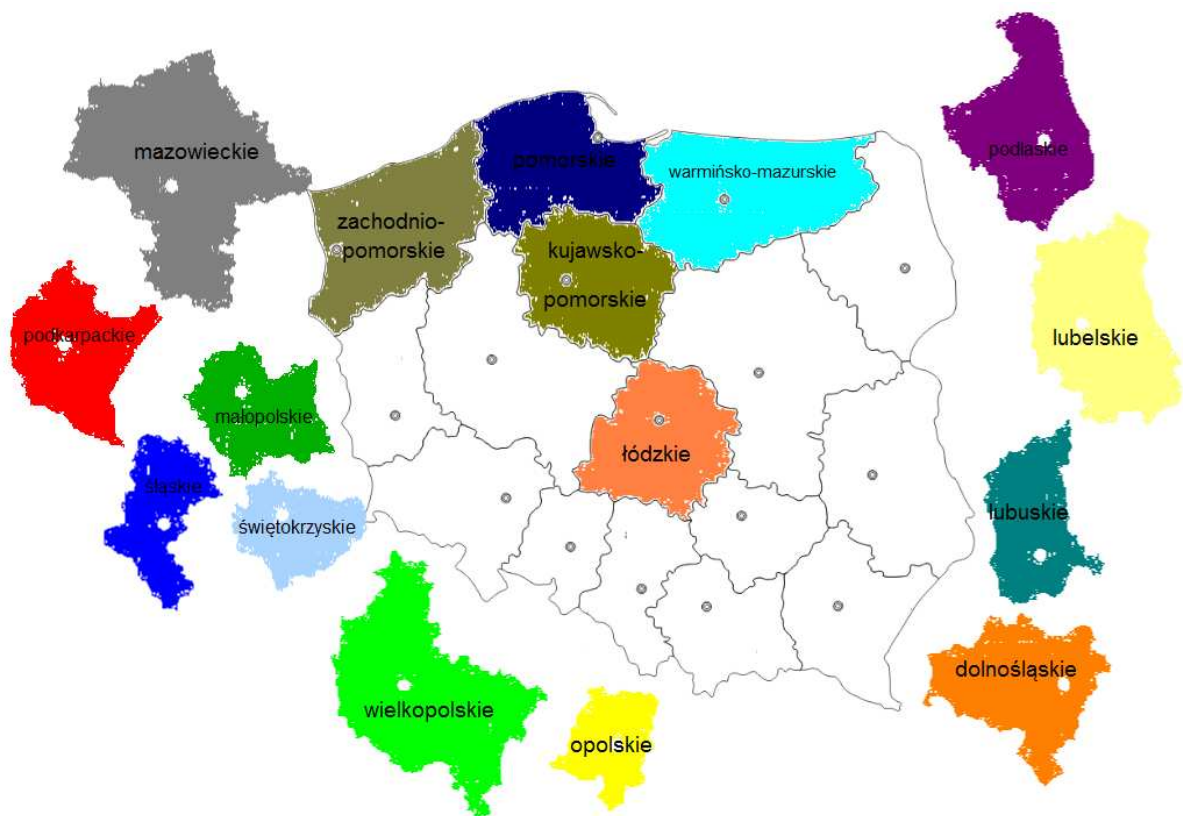 mazowieckie
pomorskie
podlaskie
warmińsko-mazurskie
zachodnio-
pomorskie
kujawsko-
pomorskie
podkarpackie
lubelskie
małopolskie
łódzkie
śląskie
lubuskie
świętokrzyskie
dolnośląskie
wielkopolskie
opolskie